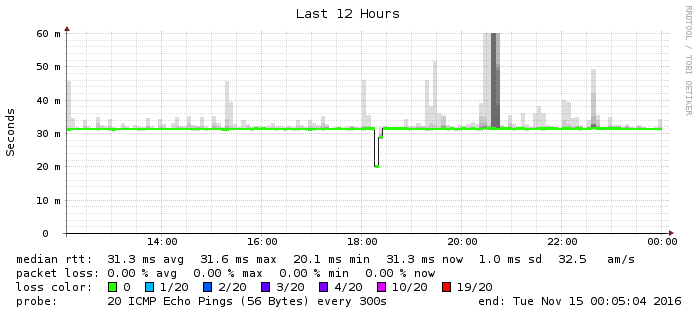 Last 12 Hours
RRDTOOL / TOBI OETIKER
Seconds
60 m
50 m
40 m
30 m
20 m
10 m
0
14:00 16:00 18:00 20:00 22:00 00:00
median rtt: 31.3 ms avg 31.6 ms max 20.1 ms min 31.3 ms now 1.0 ms sd 32.5 am/s
packet loss: 0.00 % avg 0.00 % max 0.00 % min 0.00 % now
loss color: 0 1/20 2/20 3/20 4/20 10/20 19/20
probe: 20 ICMP Echo Pings (56 Bytes) every 300s end: Tue Nov 15 00:05:04 2016